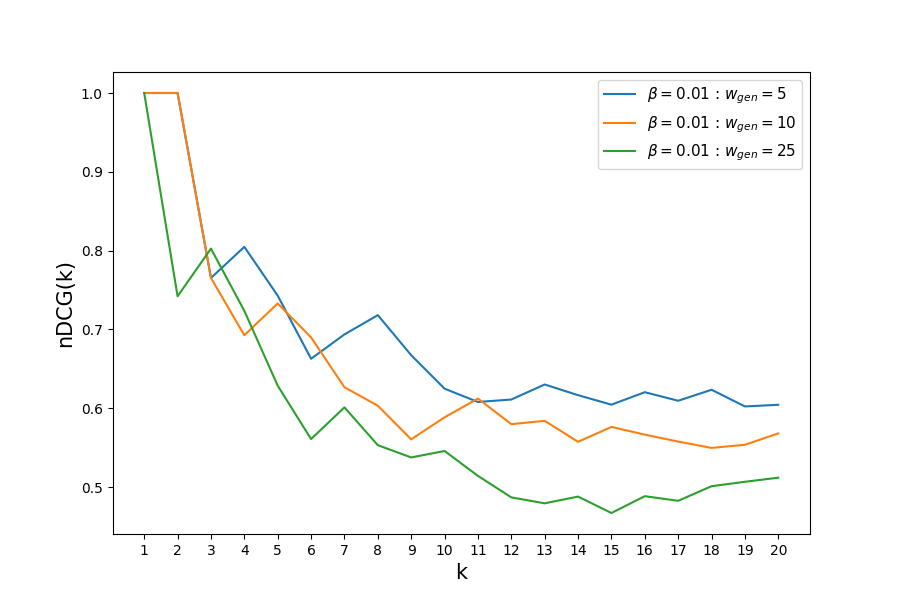 β = 0.01 : w_gen = 5
β = 0.01 : w_gen = 10
β = 0.01 : w_gen = 25
1.0
0.9
0.8
0.7
0.6
0.5
nDCG(k)
1 2 3 4 5 6 7 8 9 10 11 12 13 14 15 16 17 18 19 20
k